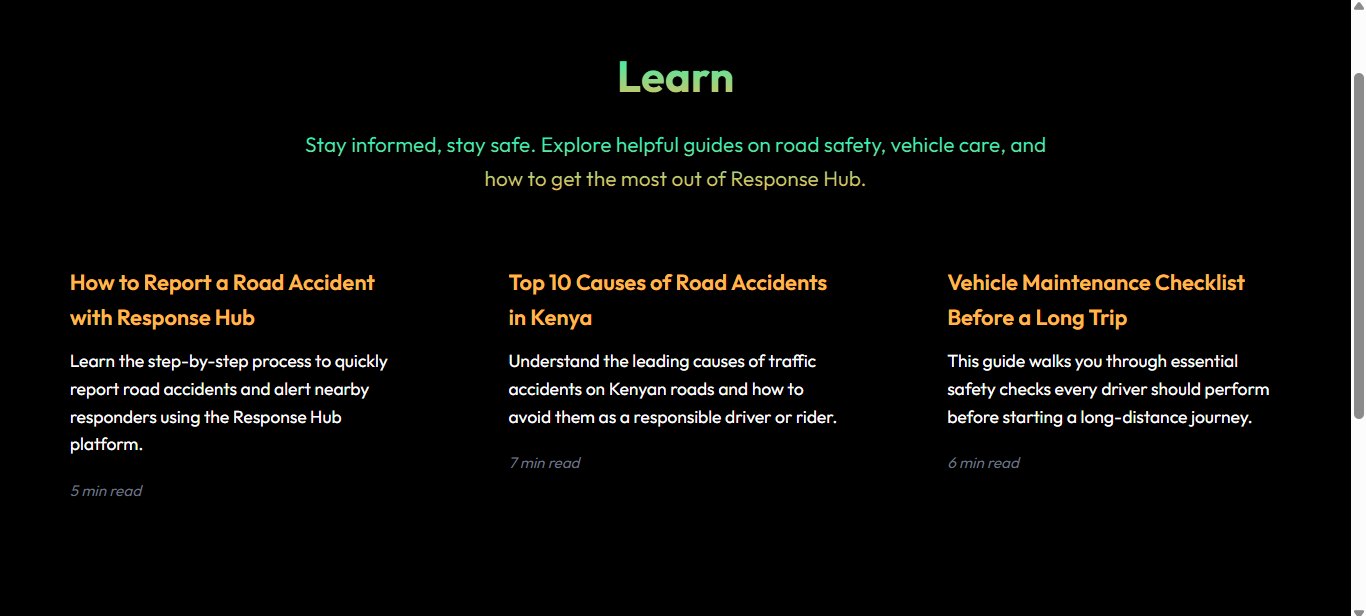 Learn
Stay informed, stay safe. Explore helpful guides on road safety, vehicle care, and
how to get the most out of Response Hub.
How to Report a Road Accident
with Response Hub
Learn the step-by-step process to quickly
report road accidents and alert nearby
responders using the Response Hub
platform.
5 min read
Top 10 Causes of Road Accidents
in Kenya
Understand the leading causes of traffic
accidents on Kenyan roads and how to
avoid them as a responsible driver or rider.
7 min read
Vehicle Maintenance Checklist
Before a Long Trip
This guide walks you through essential
safety checks every driver should perform
before starting a long-distance journey.
6 min read